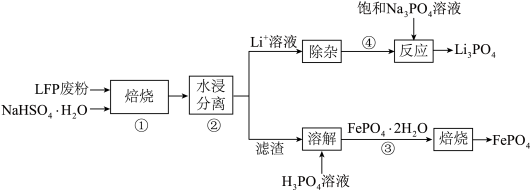 饱和Na₃PO₄溶液
Li⁺溶液
除杂
④
反应
Li₃PO₄
LFP废粉
NaHSO₄·H₂O
焙烧
①
水浸
分离
②
滤渣
溶解
FePO₄·2H₂O
③
焙烧
FePO₄
H₃PO₄溶液